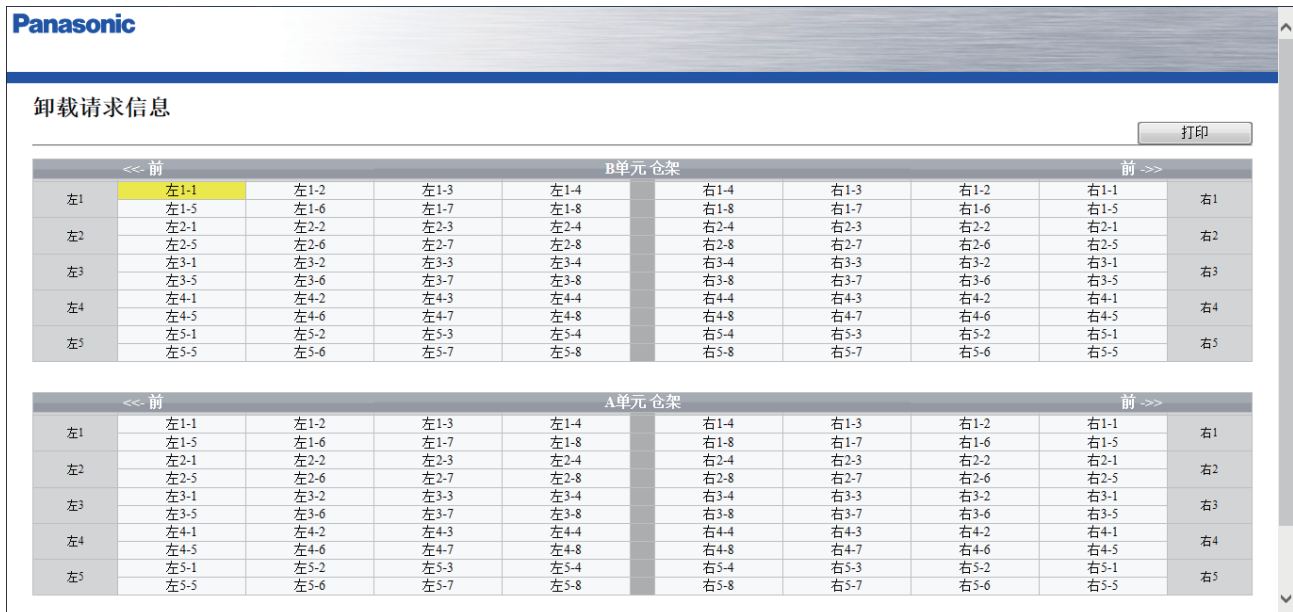 Panasonic
卸载请求信息
打印
<<- 前 B单元 仓架 前 ->>
左1 左1-1 左1-2 左1-3 左1-4 右1-4 右1-3 右1-2 右1-1 右1
左1-5 左1-6 左1-7 左1-8 右1-8 右1-7 右1-6 右1-5
左2 左2-1 左2-2 左2-3 左2-4 右2-4 右2-3 右2-2 右2-1 右2
左2-5 左2-6 左2-7 左2-8 右2-8 右2-7 右2-6 右2-5
左3 左3-1 左3-2 左3-3 左3-4 右3-4 右3-3 右3-2 右3-1 右3
左3-5 左3-6 左3-7 左3-8 右3-8 右3-7 右3-6 右3-5
左4 左4-1 左4-2 左4-3 左4-4 右4-4 右4-3 右4-2 右4-1 右4
左4-5 左4-6 左4-7 左4-8 右4-8 右4-7 右4-6 右4-5
左5 左5-1 左5-2 左5-3 左5-4 右5-4 右5-3 右5-2 右5-1 右5
左5-5 左5-6 左5-7 左5-8 右5-8 右5-7 右5-6 右5-5
<<- 前 A单元 仓架 前 ->>
左1 左1-1 左1-2 左1-3 左1-4 右1-4 右1-3 右1-2 右1-1 右1
左1-5 左1-6 左1-7 左1-8 右1-8 右1-7 右1-6 右1-5
左2 左2-1 左2-2 左2-3 左2-4 右2-4 右2-3 右2-2 右2-1 右2
左2-5 左2-6 左2-7 左2-8 右2-8 右2-7 右2-6 右2-5
左3 左3-1 左3-2 左3-3 左3-4 右3-4 右3-3 右3-2 右3-1 右3
左3-5 左3-6 左3-7 左3-8 右3-8 右3-7 右3-6 右3-5
左4 左4-1 左4-2 左4-3 左4-4 右4-4 右4-3 右4-2 右4-1 右4
左4-5 左4-6 左4-7 左4-8 右4-8 右4-7 右4-6 右4-5
左5 左5-1 左5-2 左5-3 左5-4 右5-4 右5-3 右5-2 右5-1 右5
左5-5 左5-6 左5-7 左5-8 右5-8 右5-7 右5-6 右5-5